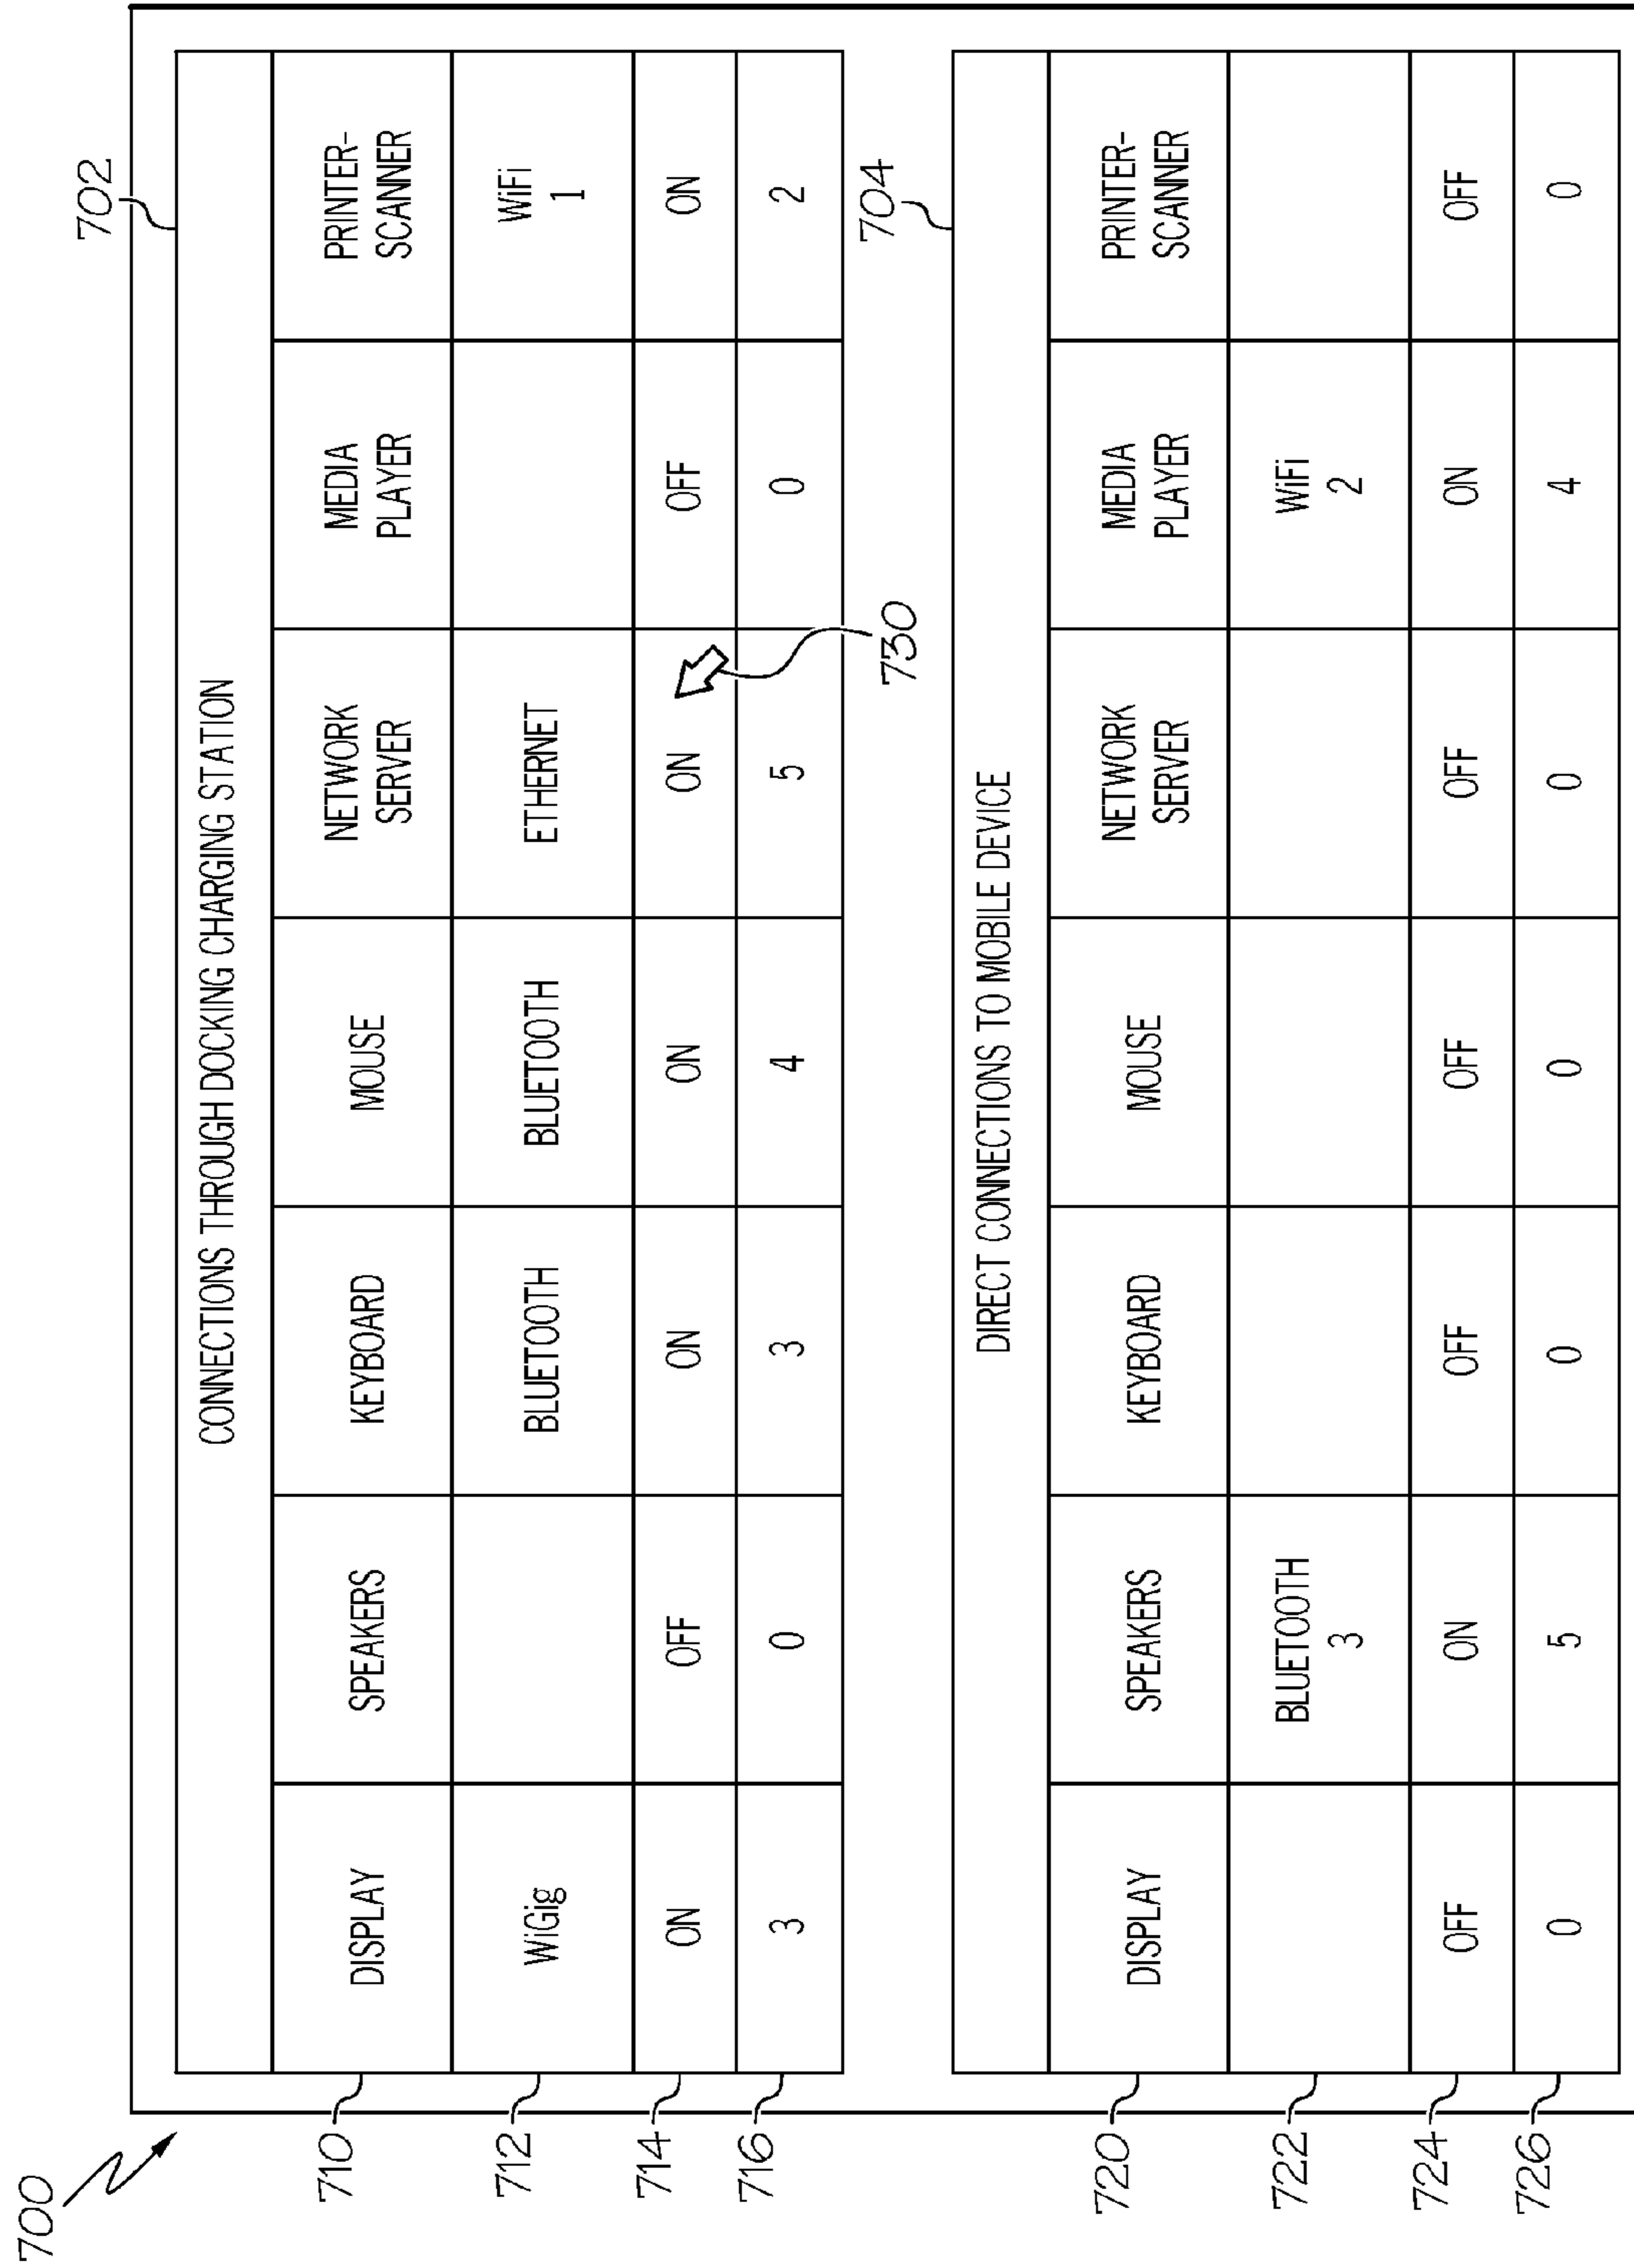 700
702
CONNECTIONS THROUGH DOCKING CHARGING STATION
710 DISPLAY SPEAKERS KEYBOARD MOUSE NETWORK SERVER MEDIA PLAYER PRINTER-SCANNER
712 WiGig BLUETOOTH BLUETOOTH ETHERNET WiFi 1
714 ON OFF ON ON ON OFF ON
716 3 0 3 4 5 0 2
730
704
DIRECT CONNECTIONS TO MOBILE DEVICE
720 DISPLAY SPEAKERS KEYBOARD MOUSE NETWORK SERVER MEDIA PLAYER PRINTER-SCANNER
722 BLUETOOTH 3 WiFi 2
724 OFF ON OFF OFF OFF ON OFF
726 0 5 0 0 0 4 0